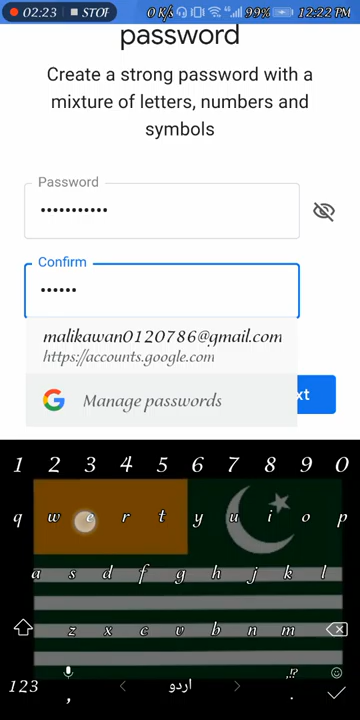 02:23 STOP 0 K/s 4G 99% 12:22 PM
password
Create a strong password with a
mixture of letters, numbers and
symbols
Password
•••••••••••
Confirm
••••••
malikawan0120786@gmail.com
https://accounts.google.com
G Manage passwords
xt
1 2 3 4 5 6 7 8 9 0
q w e r t y u i o p
a s d f g h j k l
z x c v b n m
123 , < اردو > ,!? .